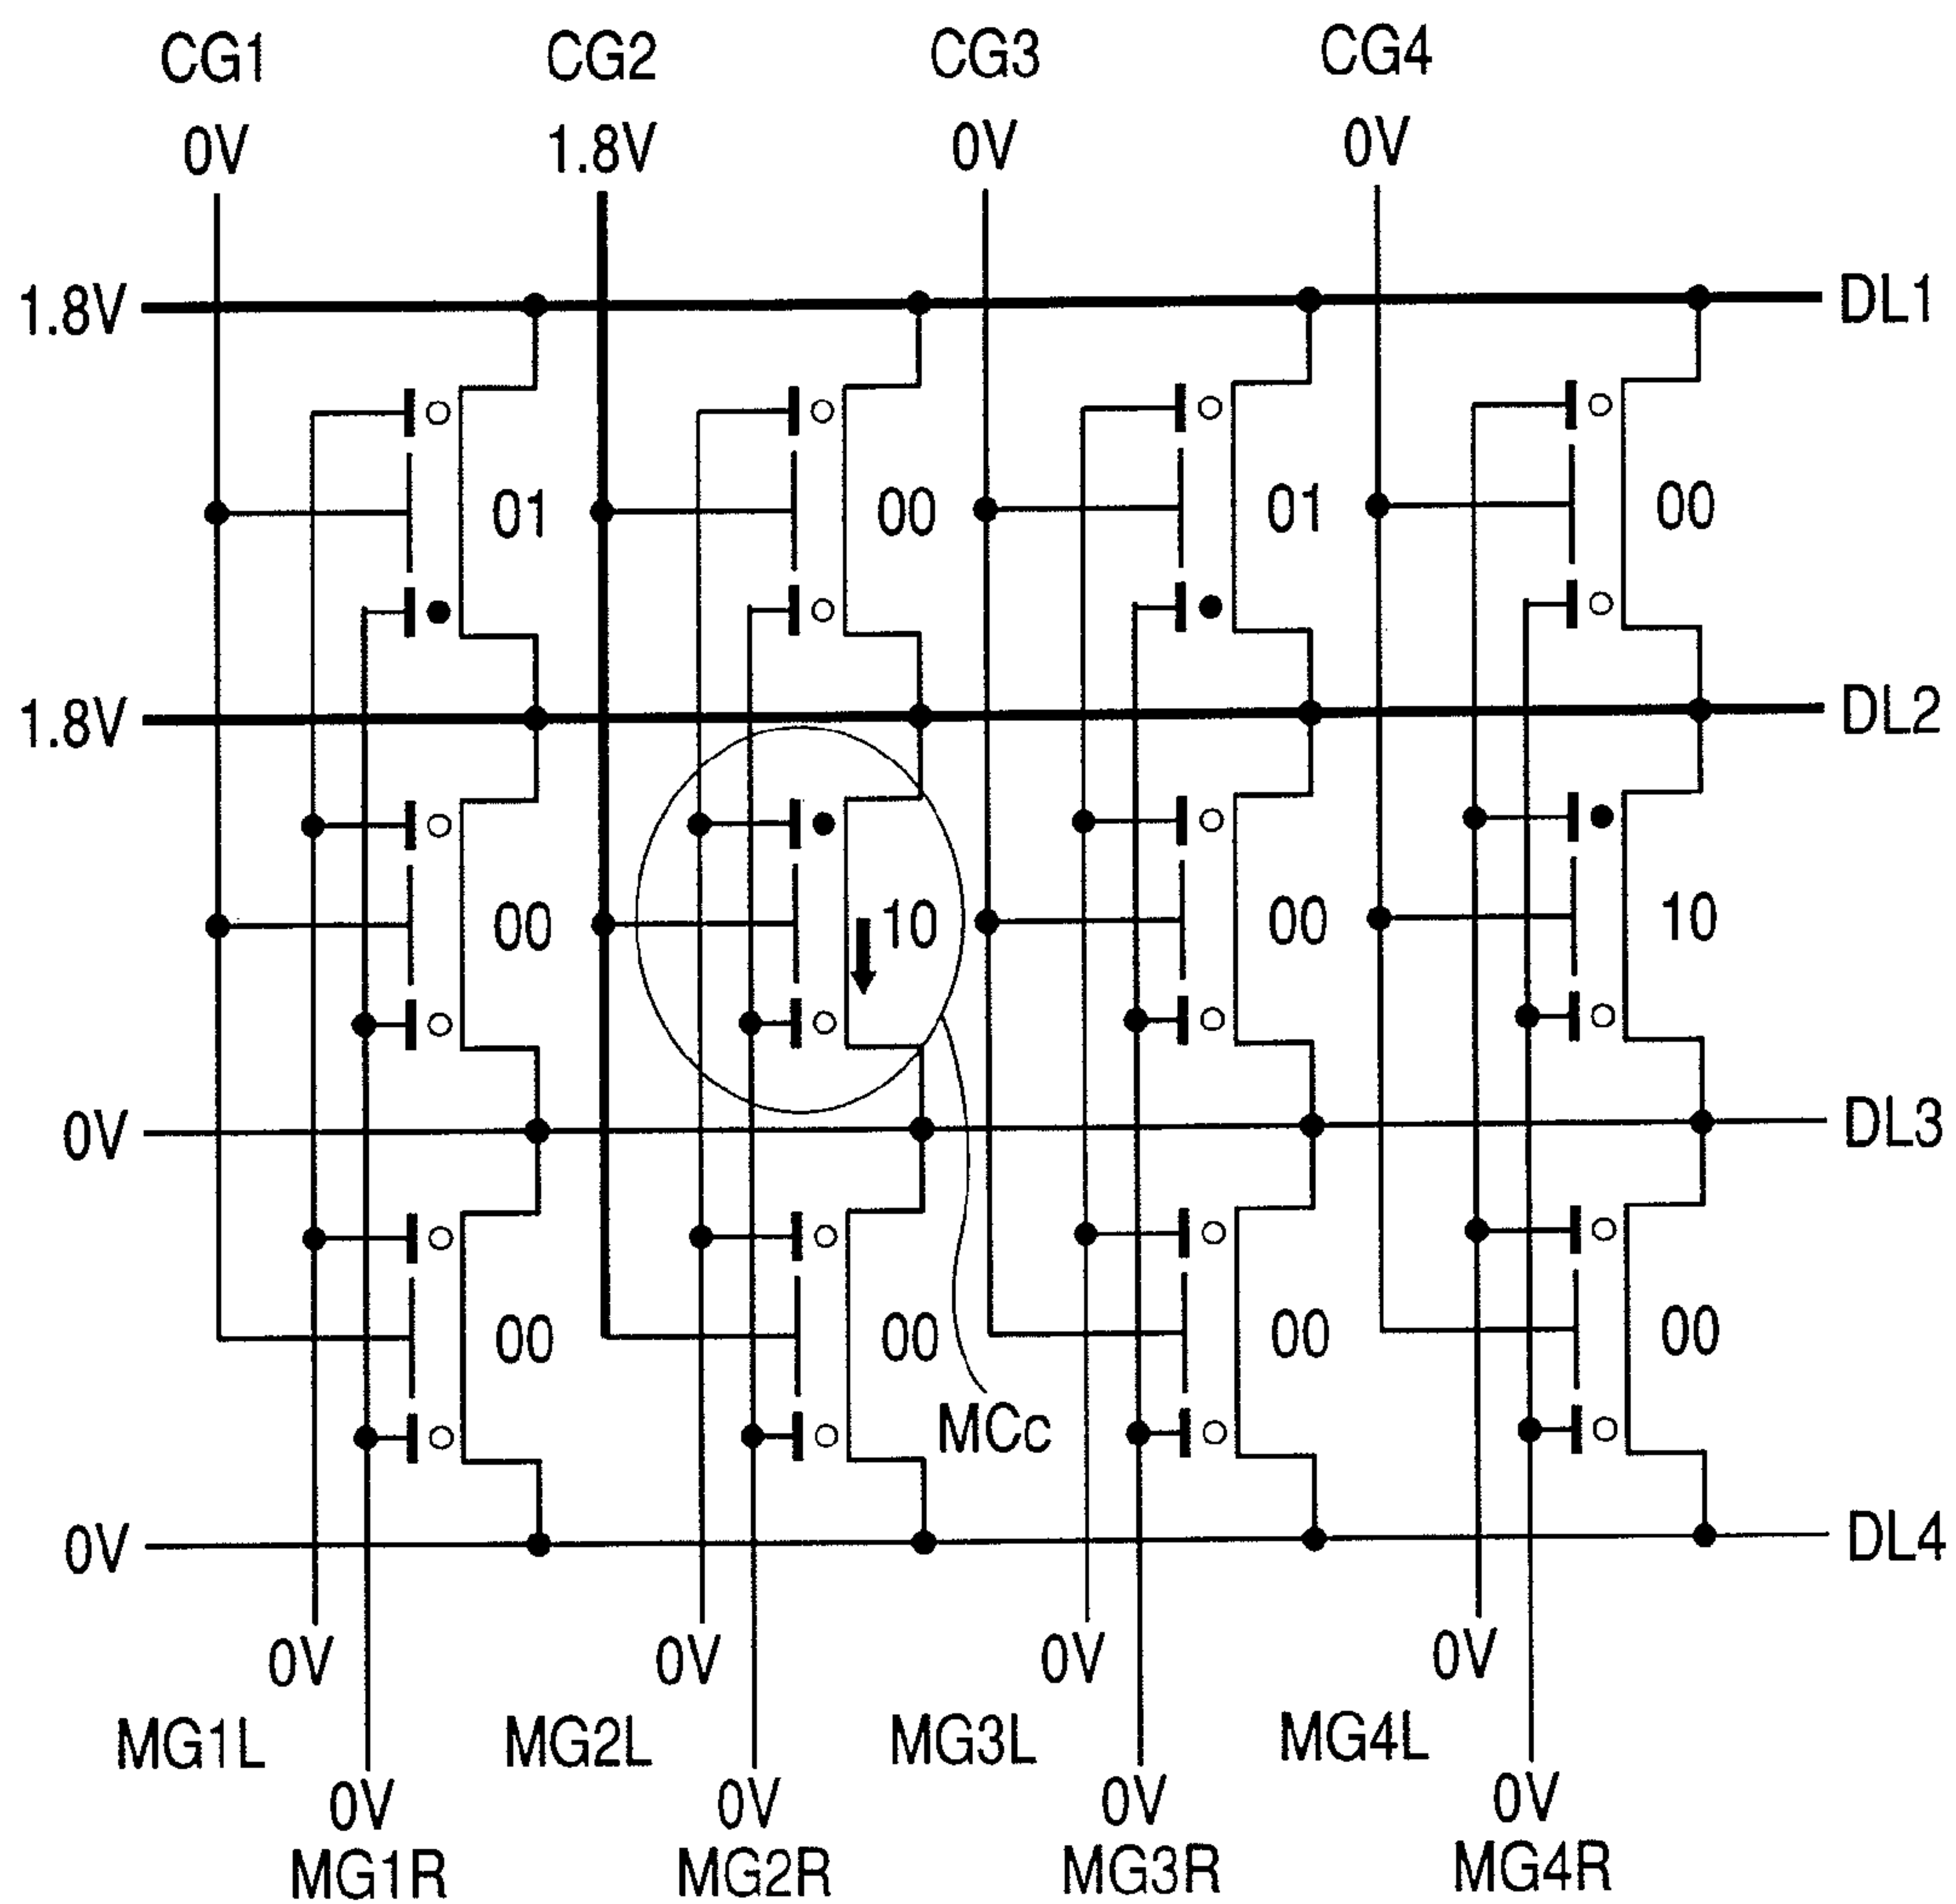 CG1 CG2 CG3 CG4
0V 1.8V 0V 0V
1.8V DL1
01 00 01 00
1.8V DL2
00 10 00 10
0V DL3
00 00 00 00
MCc
0V DL4
0V 0V 0V 0V
MG1L MG2L MG3L MG4L
0V 0V 0V 0V
MG1R MG2R MG3R MG4R